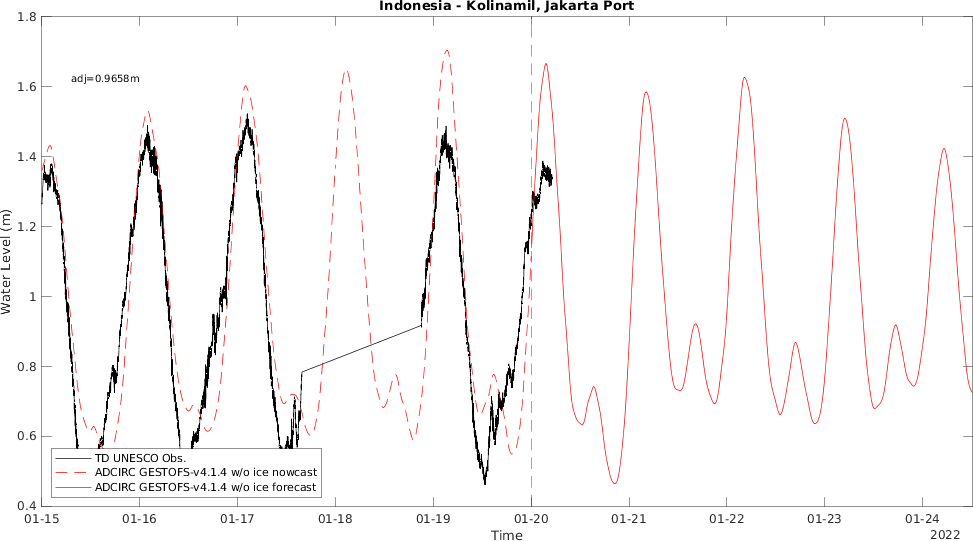 Indonesia - Kolinamil, Jakarta Port
1.8
adj=0.9658m
1.6
1.4
1.2
1
0.8
0.6
0.4
Water Level (m)
TD UNESCO Obs.
ADCIRC GESTOFS-v4.1.4 w/o ice nowcast
ADCIRC GESTOFS-v4.1.4 w/o ice forecast
01-15 01-16 01-17 01-18 01-19 01-20 01-21 01-22 01-23 01-24
Time
2022